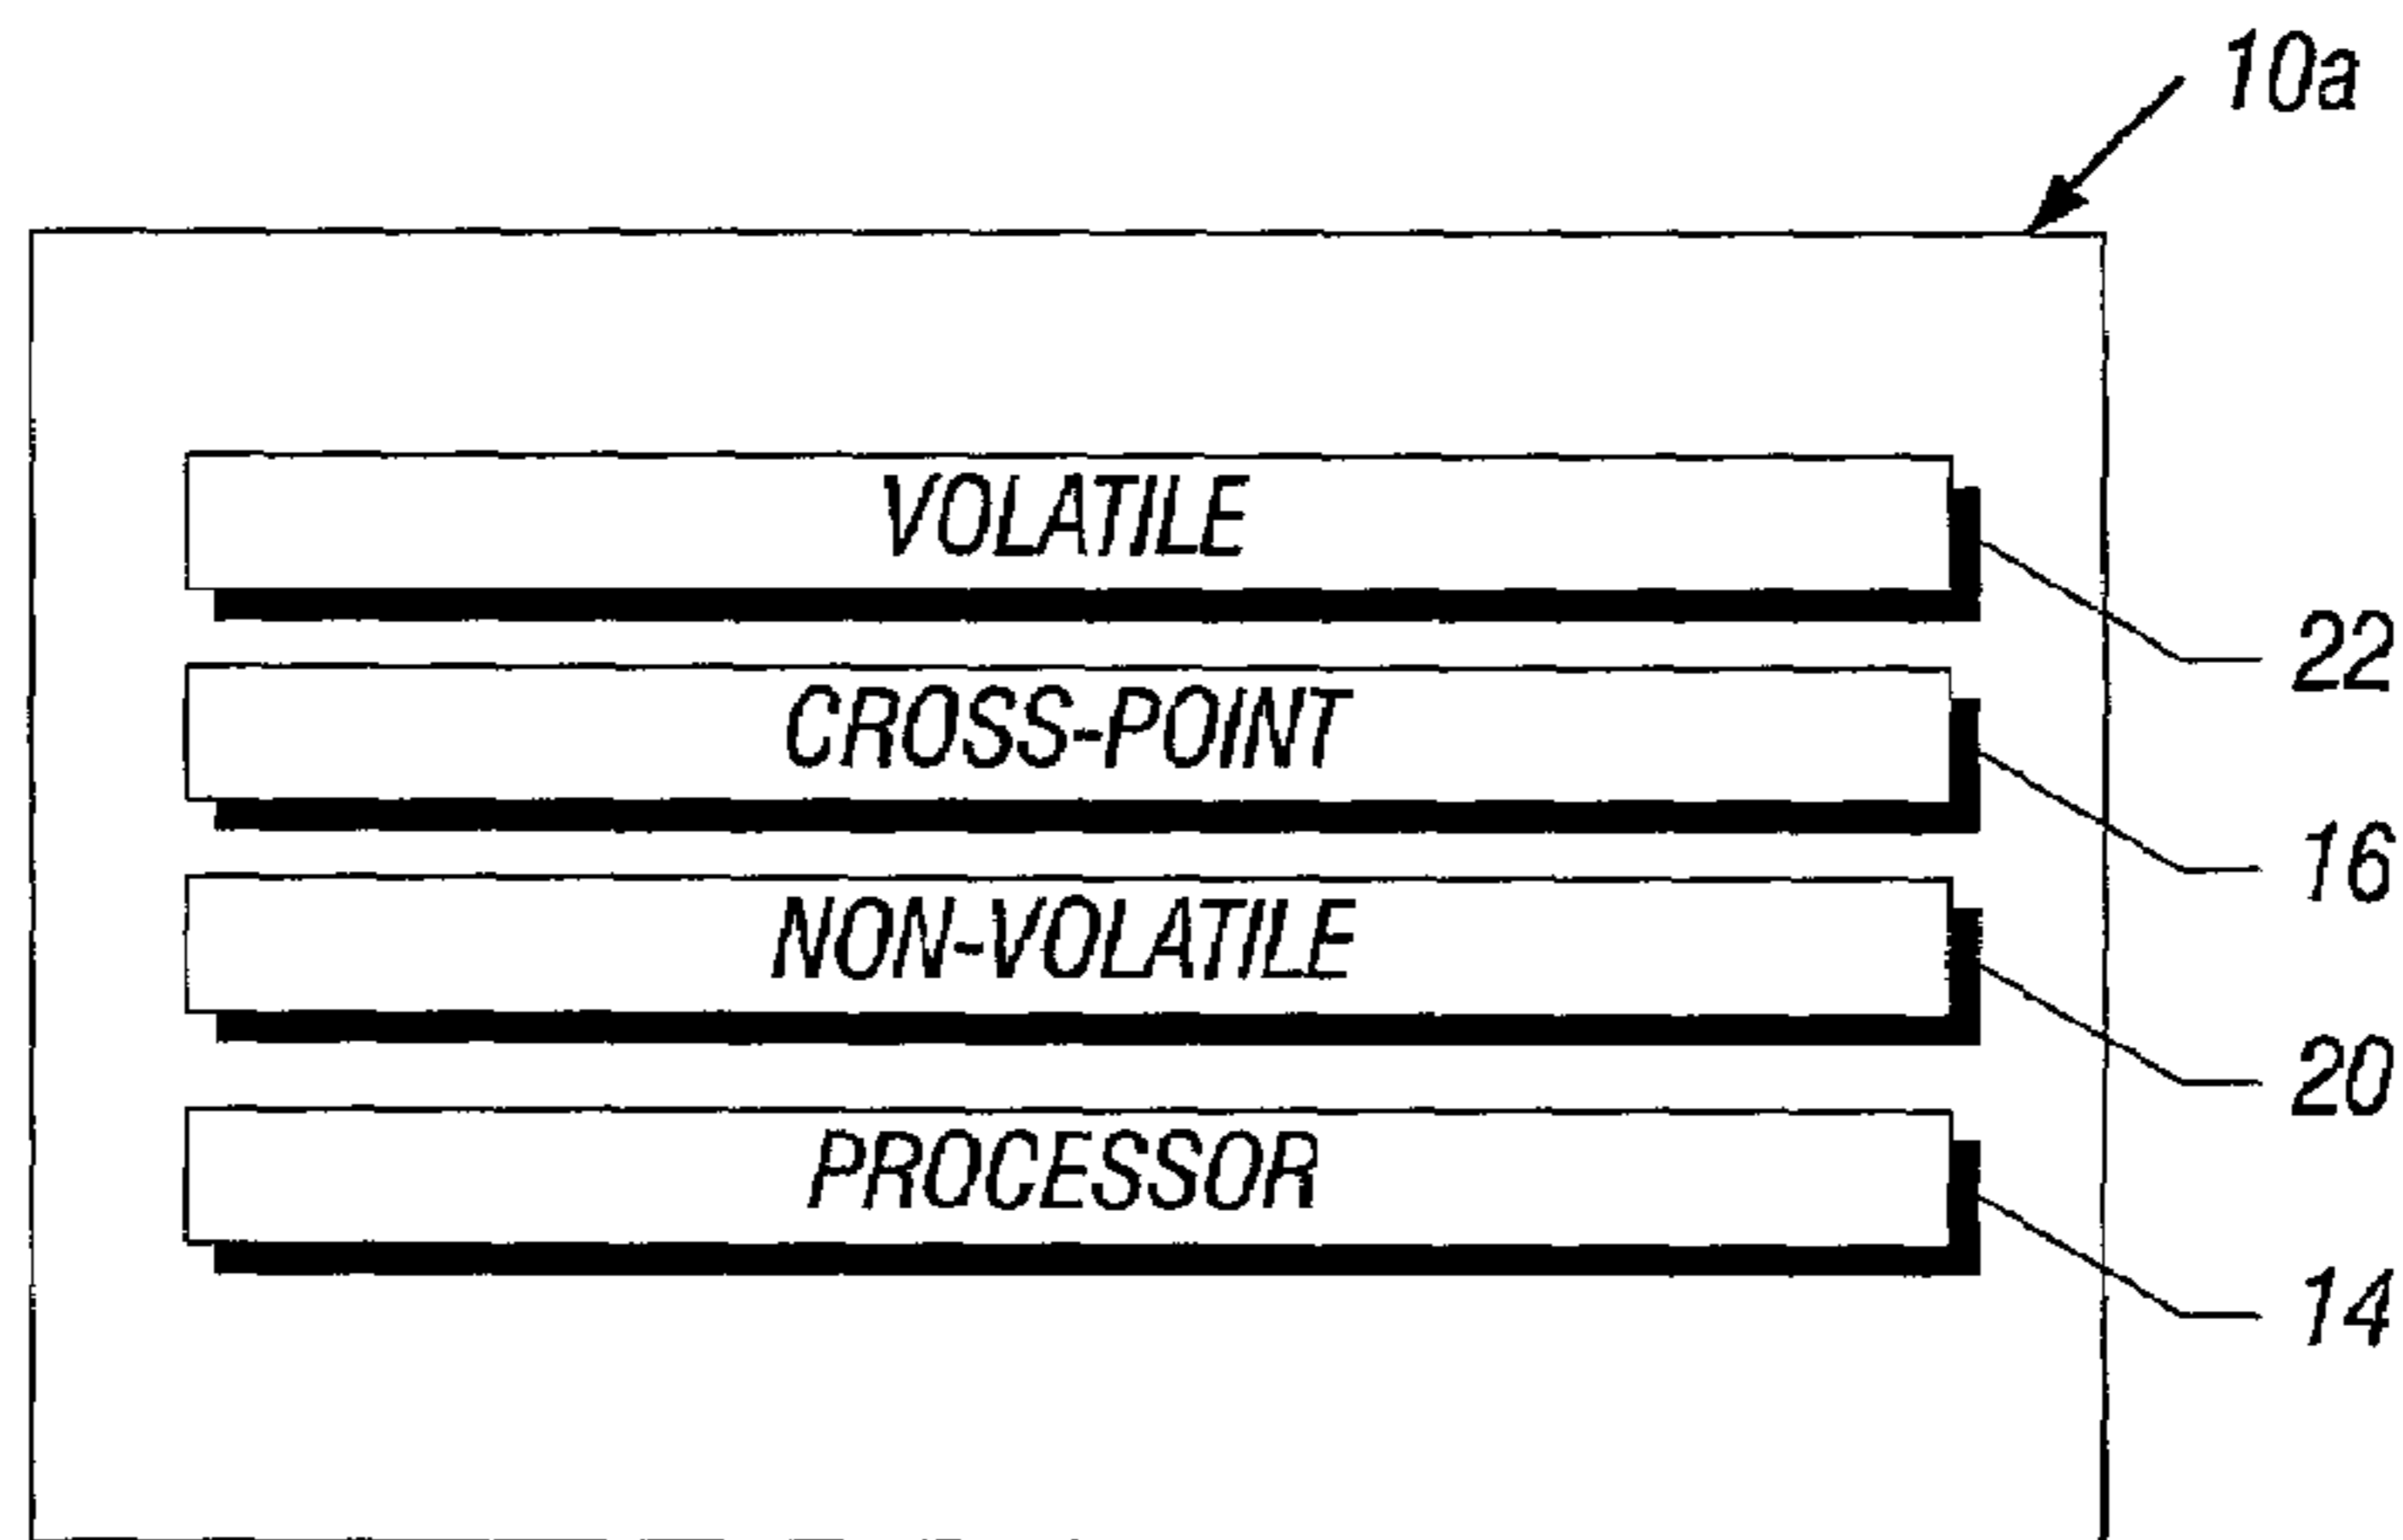 10a
VOLATILE
22
CROSS-POINT
16
NON-VOLATILE
20
PROCESSOR
14